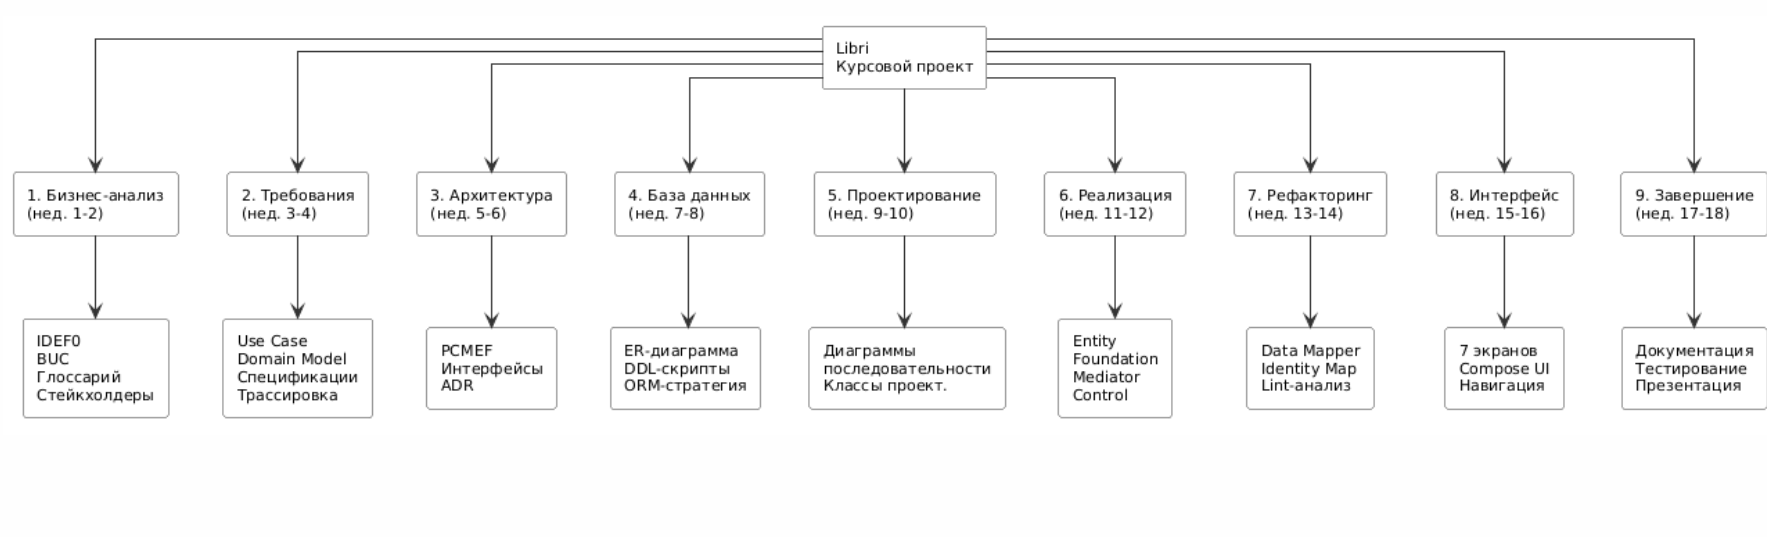 Libri
Курсовой проект
1. Бизнес-анализ
(нед. 1-2)
2. Требования
(нед. 3-4)
3. Архитектура
(нед. 5-6)
4. База данных
(нед. 7-8)
5. Проектирование
(нед. 9-10)
6. Реализация
(нед. 11-12)
7. Рефакторинг
(нед. 13-14)
8. Интерфейс
(нед. 15-16)
9. Завершение
(нед. 17-18)
IDEF0
BUC
Глоссарий
Стейкхолдеры
Use Case
Domain Model
Спецификации
Трассировка
PCMEF
Интерфейсы
ADR
ER-диаграмма
DDL-скрипты
ORM-стратегия
Диаграммы
последовательности
Классы проект.
Entity
Foundation
Mediator
Control
Data Mapper
Identity Map
Lint-анализ
7 экранов
Compose UI
Навигация
Документация
Тестирование
Презентация